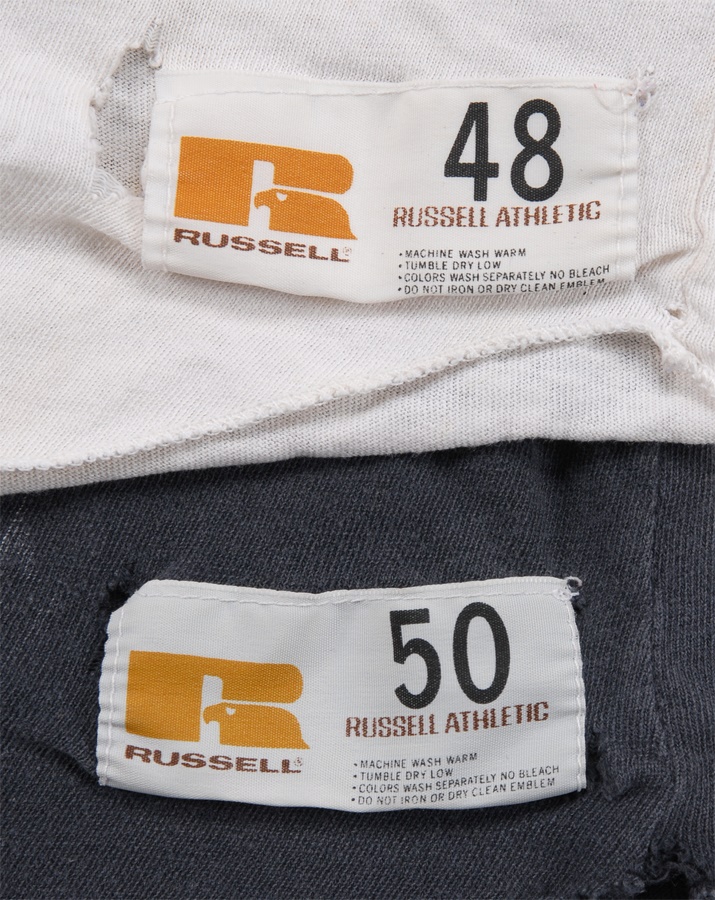 48
RUSSELL ATHLETIC
RUSSELL®
• MACHINE WASH WARM
• TUMBLE DRY LOW
• COLORS WASH SEPARATELY NO BLEACH
• DO NOT IRON OR DRY CLEAN EMBLEM
50
RUSSELL ATHLETIC
RUSSELL®
• MACHINE WASH WARM
• TUMBLE DRY LOW
• COLORS WASH SEPARATELY NO BLEACH
• DO NOT IRON OR DRY CLEAN EMBLEM